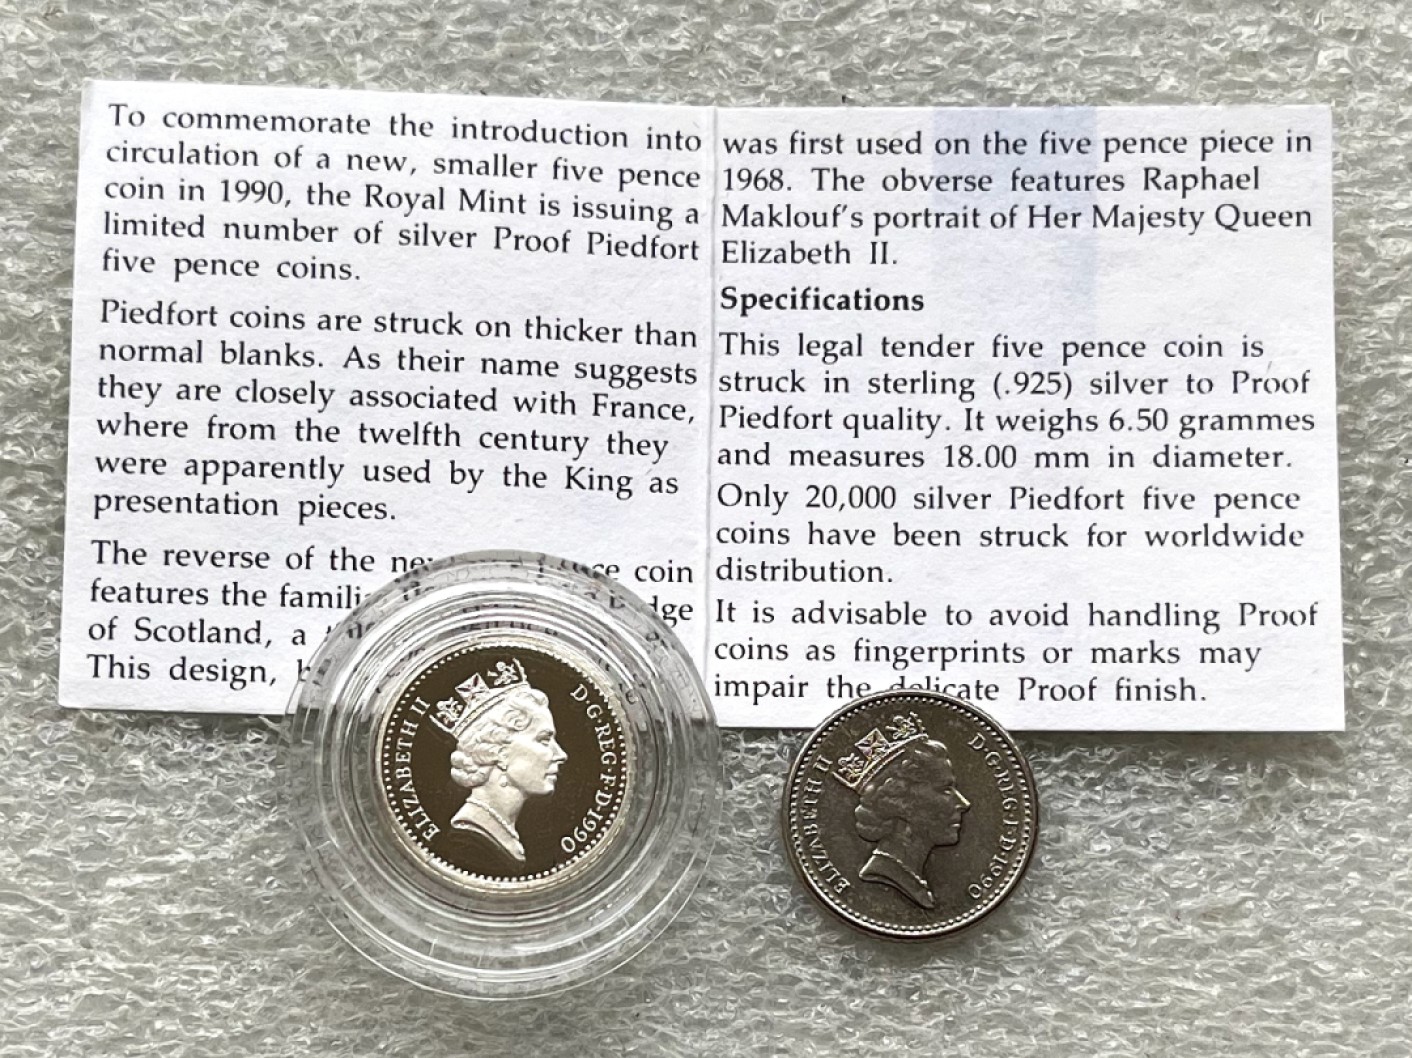 To commemorate the introduction into
circulation of a new, smaller five pence
coin in 1990, the Royal Mint is issuing a
limited number of silver Proof Piedfort
five pence coins.
Piedfort coins are struck on thicker than
normal blanks. As their name suggests
they are closely associated with France,
where from the twelfth century they
were apparently used by the King as
presentation pieces.
The reverse of the coin
features the
of Scotland, a
This design,
was first used on the five pence piece in
1968. The obverse features Raphael
Maklouf's portrait of Her Majesty Queen
Elizabeth II.
Specifications
This legal tender five pence coin is
struck in sterling (.925) silver to Proof
Piedfort quality. It weighs 6.50 grammes
and measures 18.00 mm in diameter.
Only 20,000 silver Piedfort five pence
coins have been struck for worldwide
distribution.
It is advisable to avoid handling Proof
coins as fingerprints or marks may
impair the delicate Proof finish.
ELIZABETH II D·G·REG·F·D·1990
ELIZABETH II D·G·REG·F·D·1990